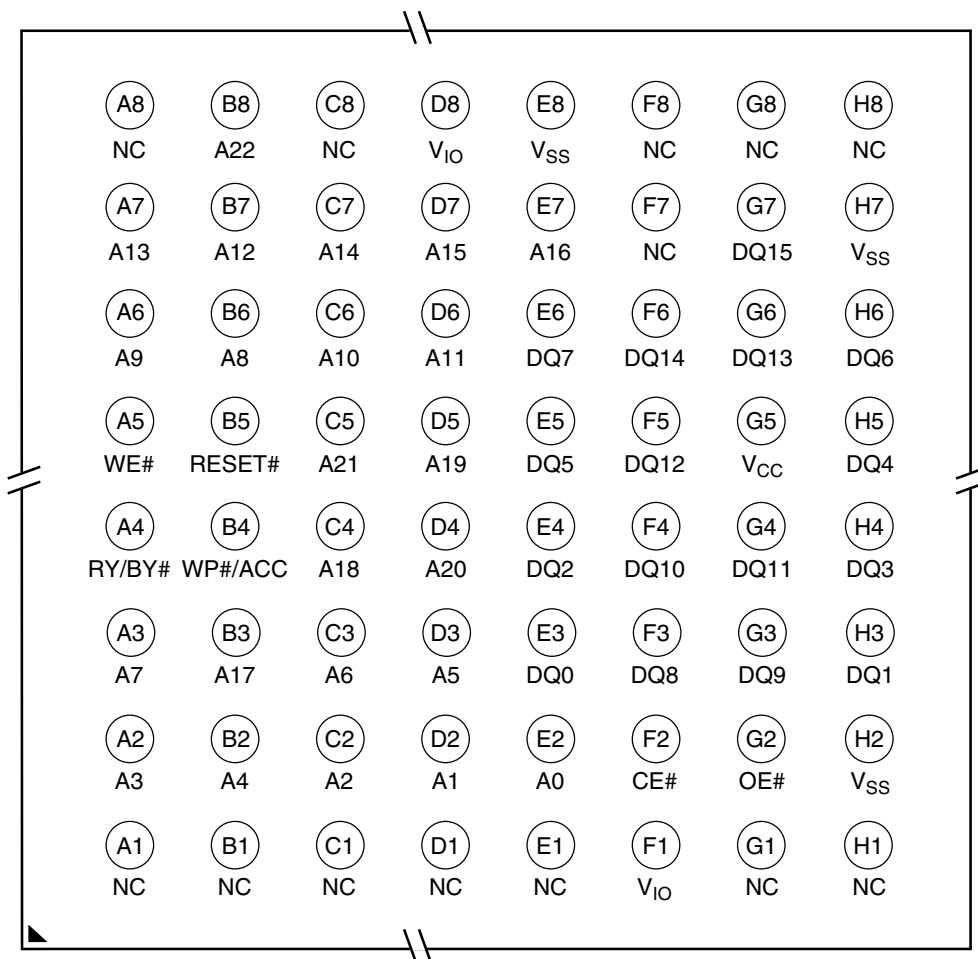 A8 B8 C8 D8 E8 F8 G8 H8
NC A22 NC VIO VSS NC NC NC
A7 B7 C7 D7 E7 F7 G7 H7
A13 A12 A14 A15 A16 NC DQ15 VSS
A6 B6 C6 D6 E6 F6 G6 H6
A9 A8 A10 A11 DQ7 DQ14 DQ13 DQ6
A5 B5 C5 D5 E5 F5 G5 H5
WE# RESET# A21 A19 DQ5 DQ12 VCC DQ4
A4 B4 C4 D4 E4 F4 G4 H4
RY/BY# WP#/ACC A18 A20 DQ2 DQ10 DQ11 DQ3
A3 B3 C3 D3 E3 F3 G3 H3
A7 A17 A6 A5 DQ0 DQ8 DQ9 DQ1
A2 B2 C2 D2 E2 F2 G2 H2
A3 A4 A2 A1 A0 CE# OE# VSS
A1 B1 C1 D1 E1 F1 G1 H1
NC NC NC NC NC VIO NC NC